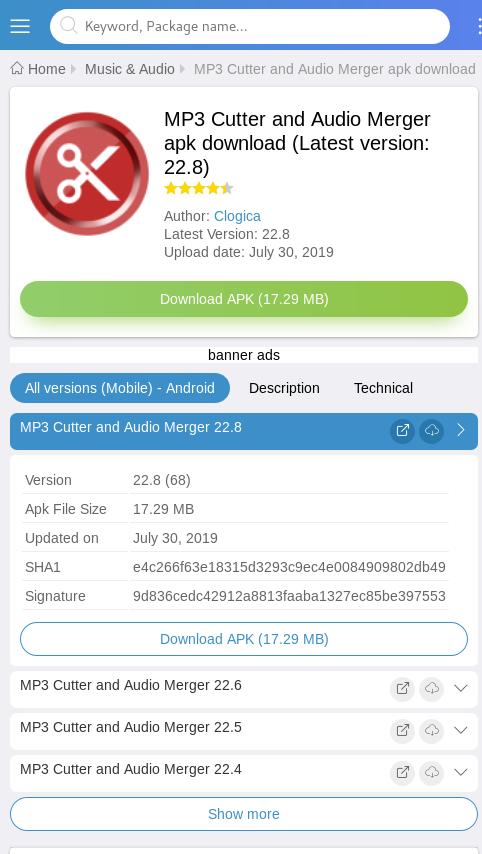 Keyword, Package name...
Home Music & Audio MP3 Cutter and Audio Merger apk download
MP3 Cutter and Audio Merger
apk download (Latest version:
22.8)
Author: Clogica
Latest Version: 22.8
Upload date: July 30, 2019
Download APK (17.29 MB)
banner ads
All versions (Mobile) - Android Description Technical
MP3 Cutter and Audio Merger 22.8
Version 22.8 (68)
Apk File Size 17.29 MB
Updated on July 30, 2019
SHA1 e4c266f63e18315d3293c9ec4e0084909802db49
Signature 9d836cedc42912a8813faaba1327ec85be397553
Download APK (17.29 MB)
MP3 Cutter and Audio Merger 22.6
MP3 Cutter and Audio Merger 22.5
MP3 Cutter and Audio Merger 22.4
Show more